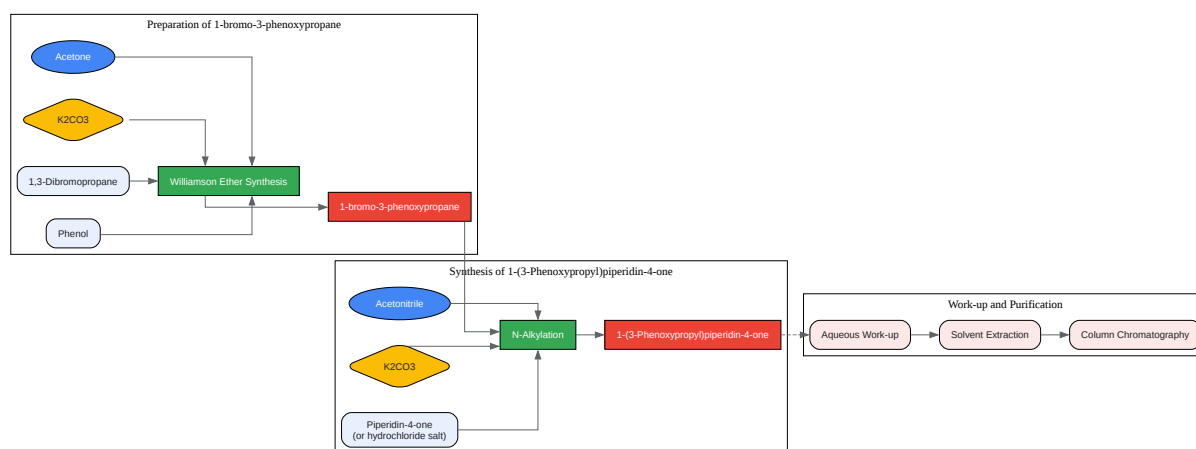 Preparation of 1-bromo-3-phenoxypropane
Acetone
K2CO3
1,3-Dibromopropane
Williamson Ether Synthesis
1-bromo-3-phenoxypropane
Phenol
Synthesis of 1-(3-Phenoxypropyl)piperidin-4-one
Acetonitrile
N-Alkylation
1-(3-Phenoxypropyl)piperidin-4-one
K2CO3
Piperidin-4-one
(or hydrochloride salt)
Work-up and Purification
Aqueous Work-up
Solvent Extraction
Column Chromatography